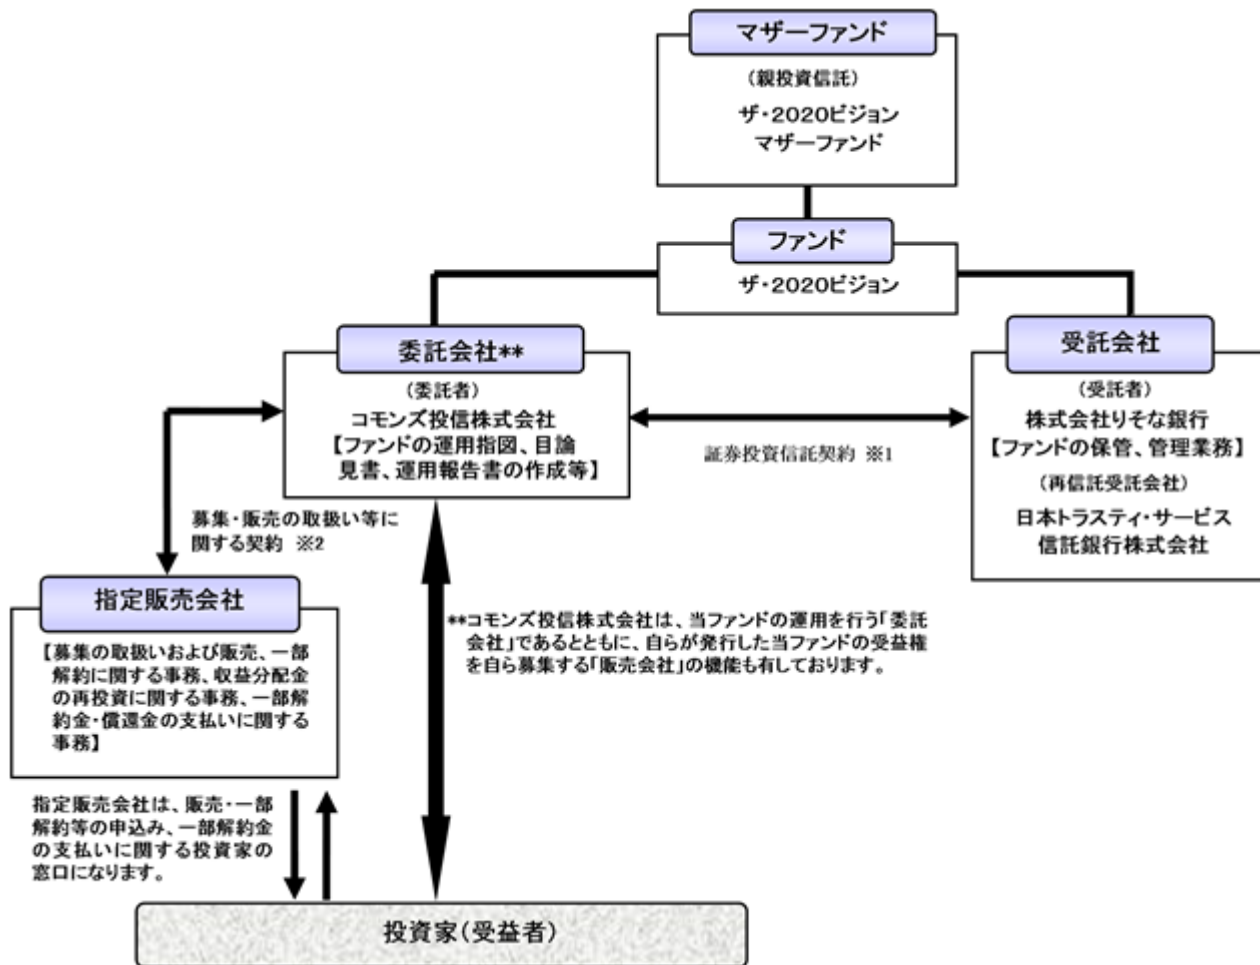 マザーファンド
(親投資信託)
ザ・2020ビジョン
マザーファンド
ファンド
ザ・2020ビジョン
委託会社**
(委託者)
コモンズ投信株式会社
【ファンドの運用指図、目論
見書、運用報告書の作成等】
証券投資信託契約 ※1
受託会社
(受託者)
株式会社りそな銀行
【ファンドの保管、管理業務】
(再信託受託会社)
日本トラスティ・サービス
信託銀行株式会社
募集・販売の取扱い等に
関する契約 ※2
指定販売会社
【募集の取扱いおよび販売、一部
解約に関する事務、収益分配金
の再投資に関する事務、一部解
約金・償還金の支払いに関する
事務】
**コモンズ投信株式会社は、当ファンドの運用を行う「委託
会社」であるとともに、自らが発行した当ファンドの受益権
を自ら募集する「販売会社」の機能も有しております。
指定販売会社は、販売・一部
解約等の申込み、一部解約金
の支払いに関する投資家の
窓口になります。
投資家(受益者)